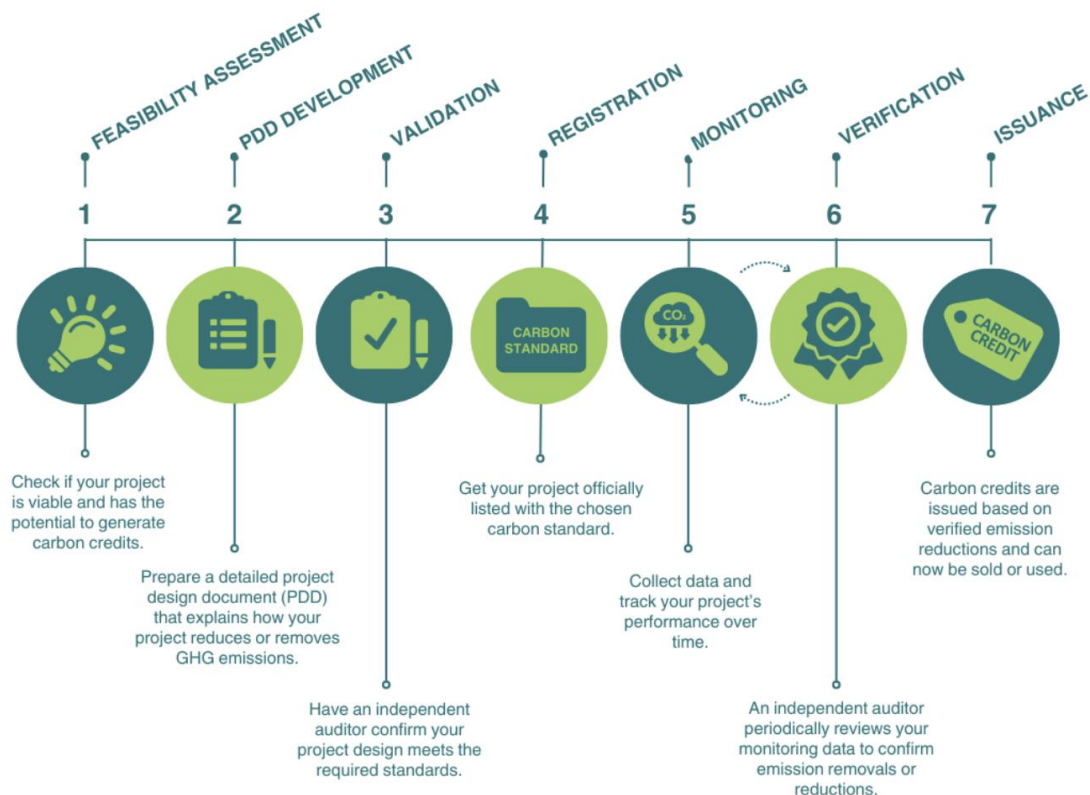 FEASIBILITY ASSESSMENT
PDD DEVELOPMENT
VALIDATION
REGISTRATION
MONITORING
VERIFICATION
ISSUANCE
1
2
3
4
5
6
7
CARBON
STANDARD
CO₂
CARBON
CREDIT
Check if your project
is viable and has the
potential to generate
carbon credits.
Prepare a detailed project
design document (PDD)
that explains how your
project reduces or removes
GHG emissions.
Have an independent
auditor confirm your
project design meets the
required standards.
Get your project officially
listed with the chosen
carbon standard.
Collect data and
track your project's
performance over
time.
An independent auditor
periodically reviews your
monitoring data to confirm
emission removals or
reductions.
Carbon credits are
issued based on
verified emission
reductions and can
now be sold or used.